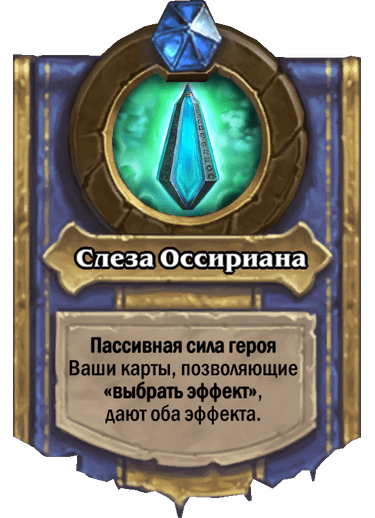 Слеза Оссириана
Пассивная сила героя
Ваши карты, позволяющие
«выбрать эффект»,
дают оба эффекта.